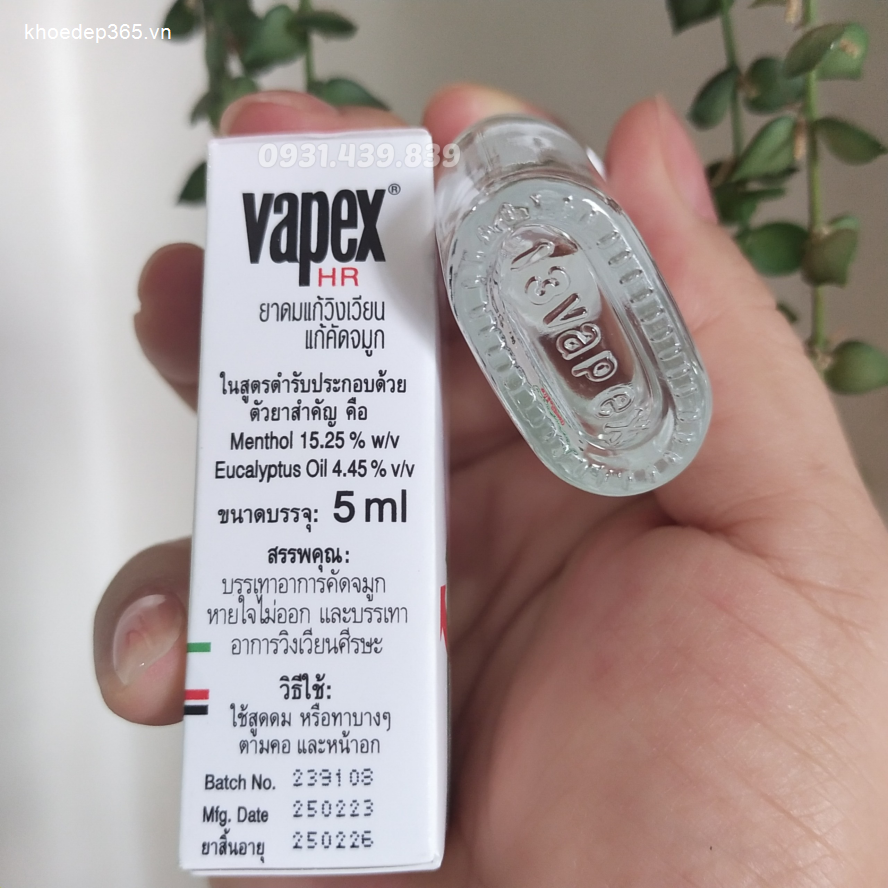 khoedep365.vn
0931.439.839
vapex®
HR
ยาดมแก้วิงเวียน
แก้คัดจมูก
ในสูตรตำรับประกอบด้วย
ตัวยาสำคัญ คือ
Menthol 15.25 % w/v
Eucalyptus Oil 4.45 % v/v
ขนาดบรรจุ: 5 ml
สรรพคุณ:
บรรเทาอาการคัดจมูก
หายใจไม่ออก และบรรเทา
อาการวิงเวียนศีรษะ
วิธีใช้:
ใช้สูดดม หรือทาบางๆ
ตามคอ และหน้าอก
Batch No. 239108
Mfg. Date 250223
ยาสิ้นอายุ 250226
vapex